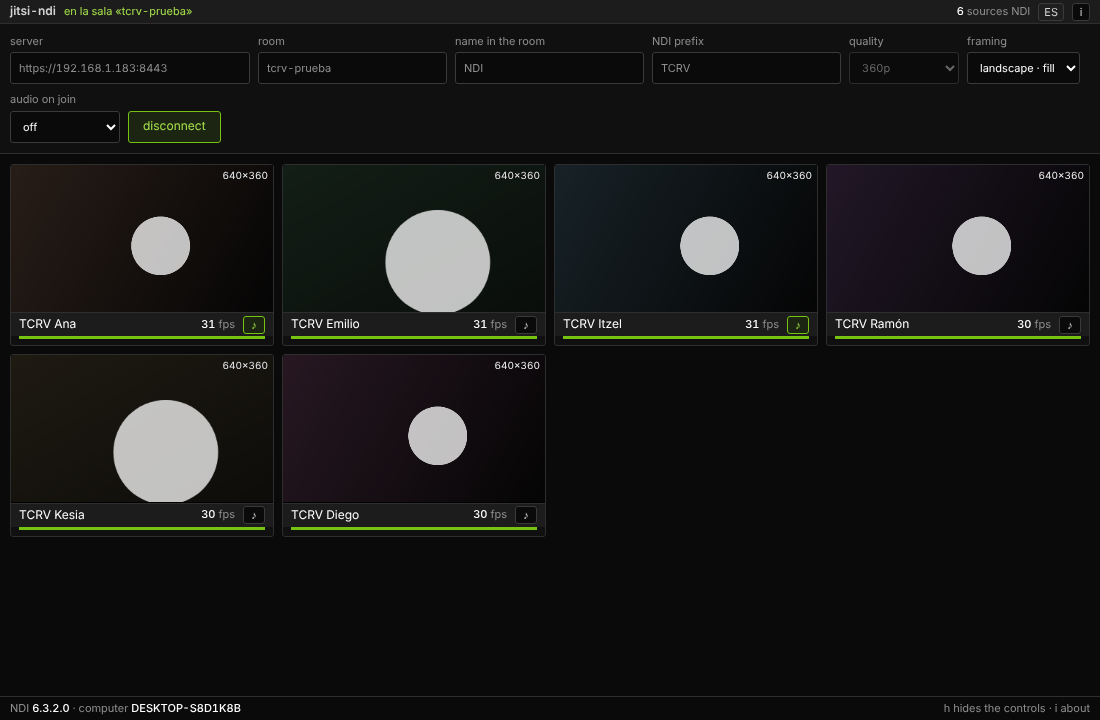 jitsi-ndi en la sala «tcrv-prueba» 6 sources NDI ES i
server room name in the room NDI prefix quality framing
https://192.168.1.183:8443 tcrv-prueba NDI TCRV 360p landscape · fill
audio on join
off disconnect
640×360 640×360 640×360 640×360
TCRV Ana 31 fps ♪ TCRV Emilio 31 fps ♪ TCRV Itzel 31 fps ♪ TCRV Ramón 30 fps ♪
640×360 640×360
TCRV Kesia 30 fps ♪ TCRV Diego 30 fps ♪
NDI 6.3.2.0 · computer DESKTOP-S8D1K8B h hides the controls · i about